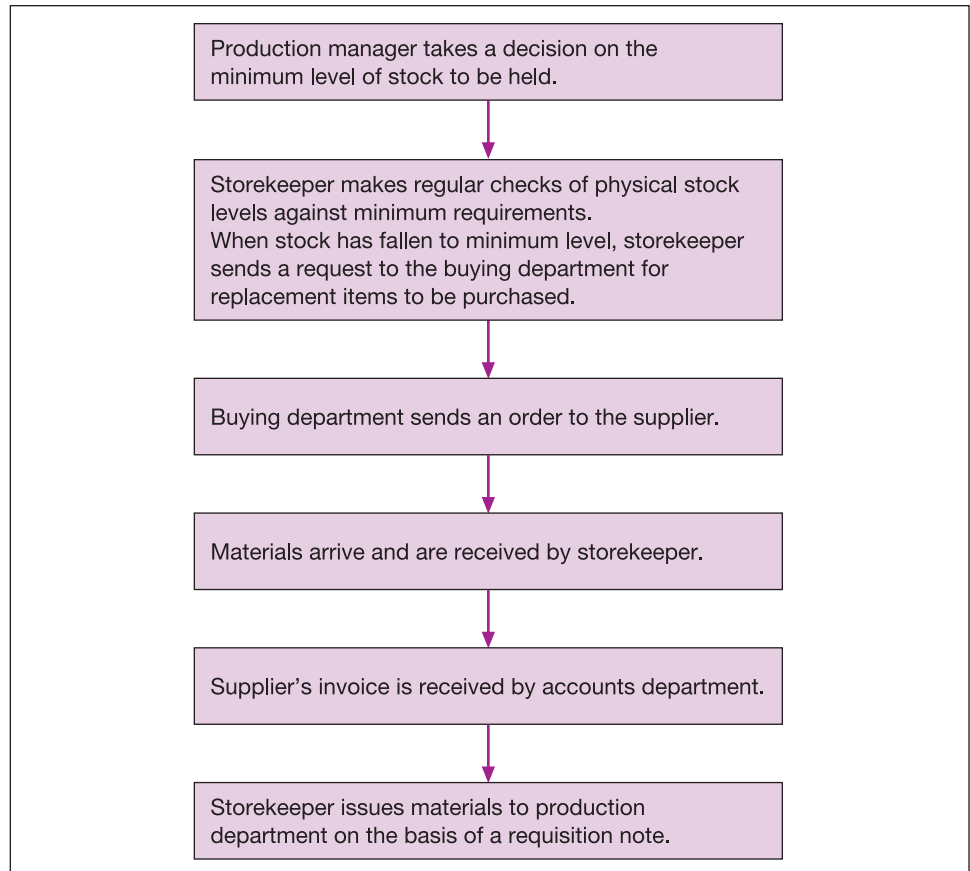 Production manager takes a decision on the
minimum level of stock to be held.
Storekeeper makes regular checks of physical stock
levels against minimum requirements.
When stock has fallen to minimum level, storekeeper
sends a request to the buying department for
replacement items to be purchased.
Buying department sends an order to the supplier.
Materials arrive and are received by storekeeper.
Supplier’s invoice is received by accounts department.
Storekeeper issues materials to production
department on the basis of a requisition note.